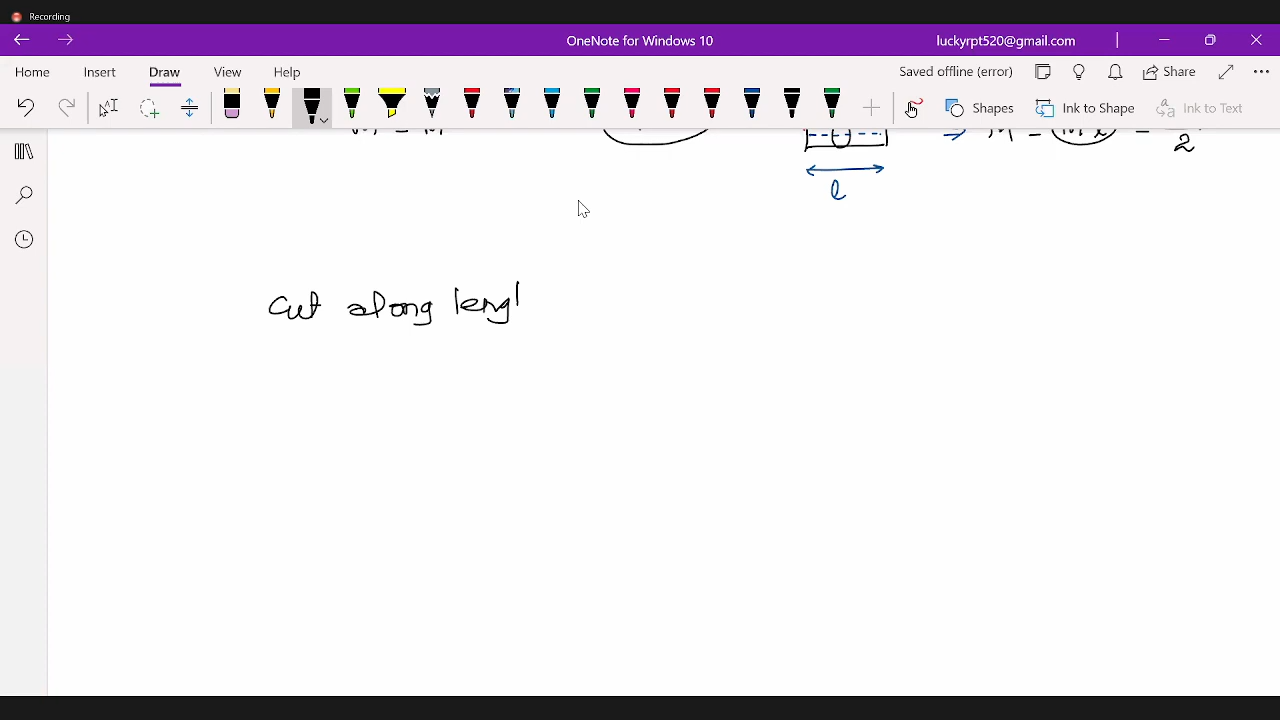 Recording
OneNote for Windows 10
luckyrpt520@gmail.com
Home
Insert
Draw
View
Help
Saved offline (error)
Share
Shapes
Ink to Shape
Ink to Text
2
l
cut along lengt